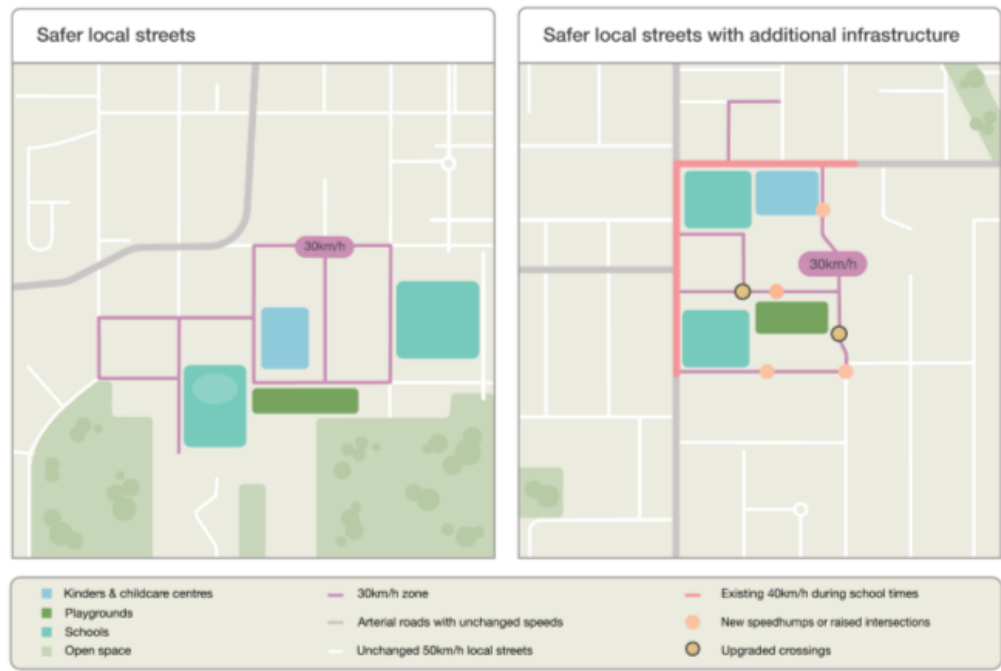 Safer local streets
Safer local streets with additional infrastructure
30km/h
30km/h
Kinders & childcare centres
Playgrounds
Schools
Open space
30km/h zone
Arterial roads with unchanged speeds
Unchanged 50km/h local streets
Existing 40km/h during school times
New speedhumps or raised intersections
Upgraded crossings